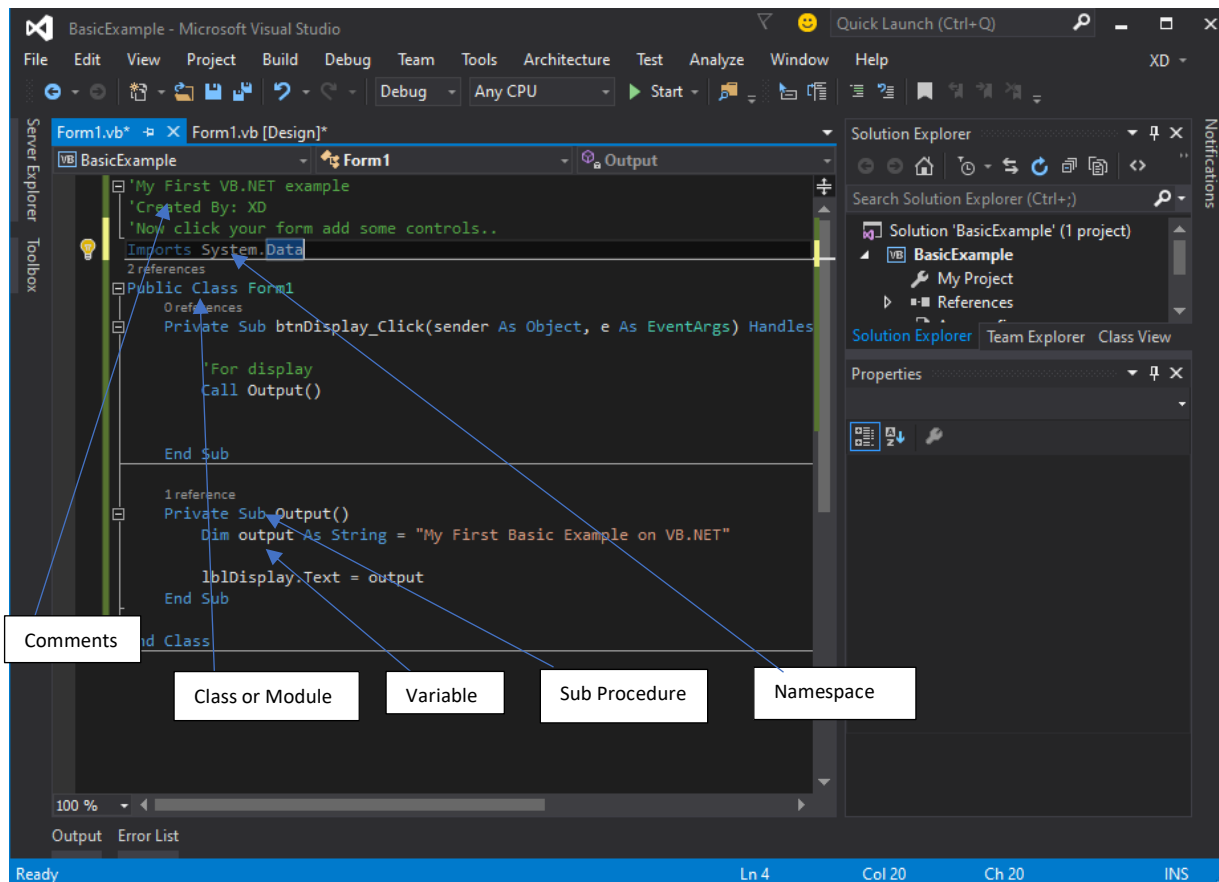 BasicExample - Microsoft Visual Studio
Quick Launch (Ctrl+Q)
File Edit View Project Build Debug Team Tools Architecture Test Analyze Window Help XD
Debug Any CPU Start
Server Explorer
Toolbox
Form1.vb* Form1.vb [Design]*
VB BasicExample Form1 Output
'My First VB.NET example
'Created By: XD
'Now click your form add some controls..
Imports System.Data
2 references
Public Class Form1
0 references
Private Sub btnDisplay_Click(sender As Object, e As EventArgs) Handles
'For display
Call Output()
End Sub
1 reference
Private Sub Output()
Dim output As String = "My First Basic Example on VB.NET"
lblDisplay.Text = output
End Sub
nd Class
Comments
Class or Module
Variable
Sub Procedure
Namespace
100 %
Output Error List
Solution Explorer
Search Solution Explorer (Ctrl+;)
Solution 'BasicExample' (1 project)
VB BasicExample
My Project
References
Solution Explorer Team Explorer Class View
Properties
Notifications
Ready Ln 4 Col 20 Ch 20 INS